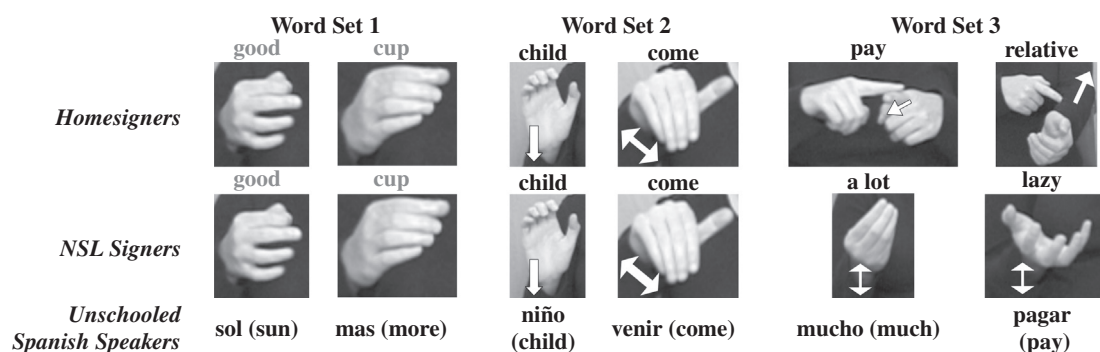 Word Set 1 Word Set 2 Word Set 3
good cup child come pay relative
Homesigners
good cup child come a lot lazy
NSL Signers
Unschooled
Spanish Speakers
sol (sun) mas (more) niño
(child) venir (come) mucho (much) pagar
(pay)